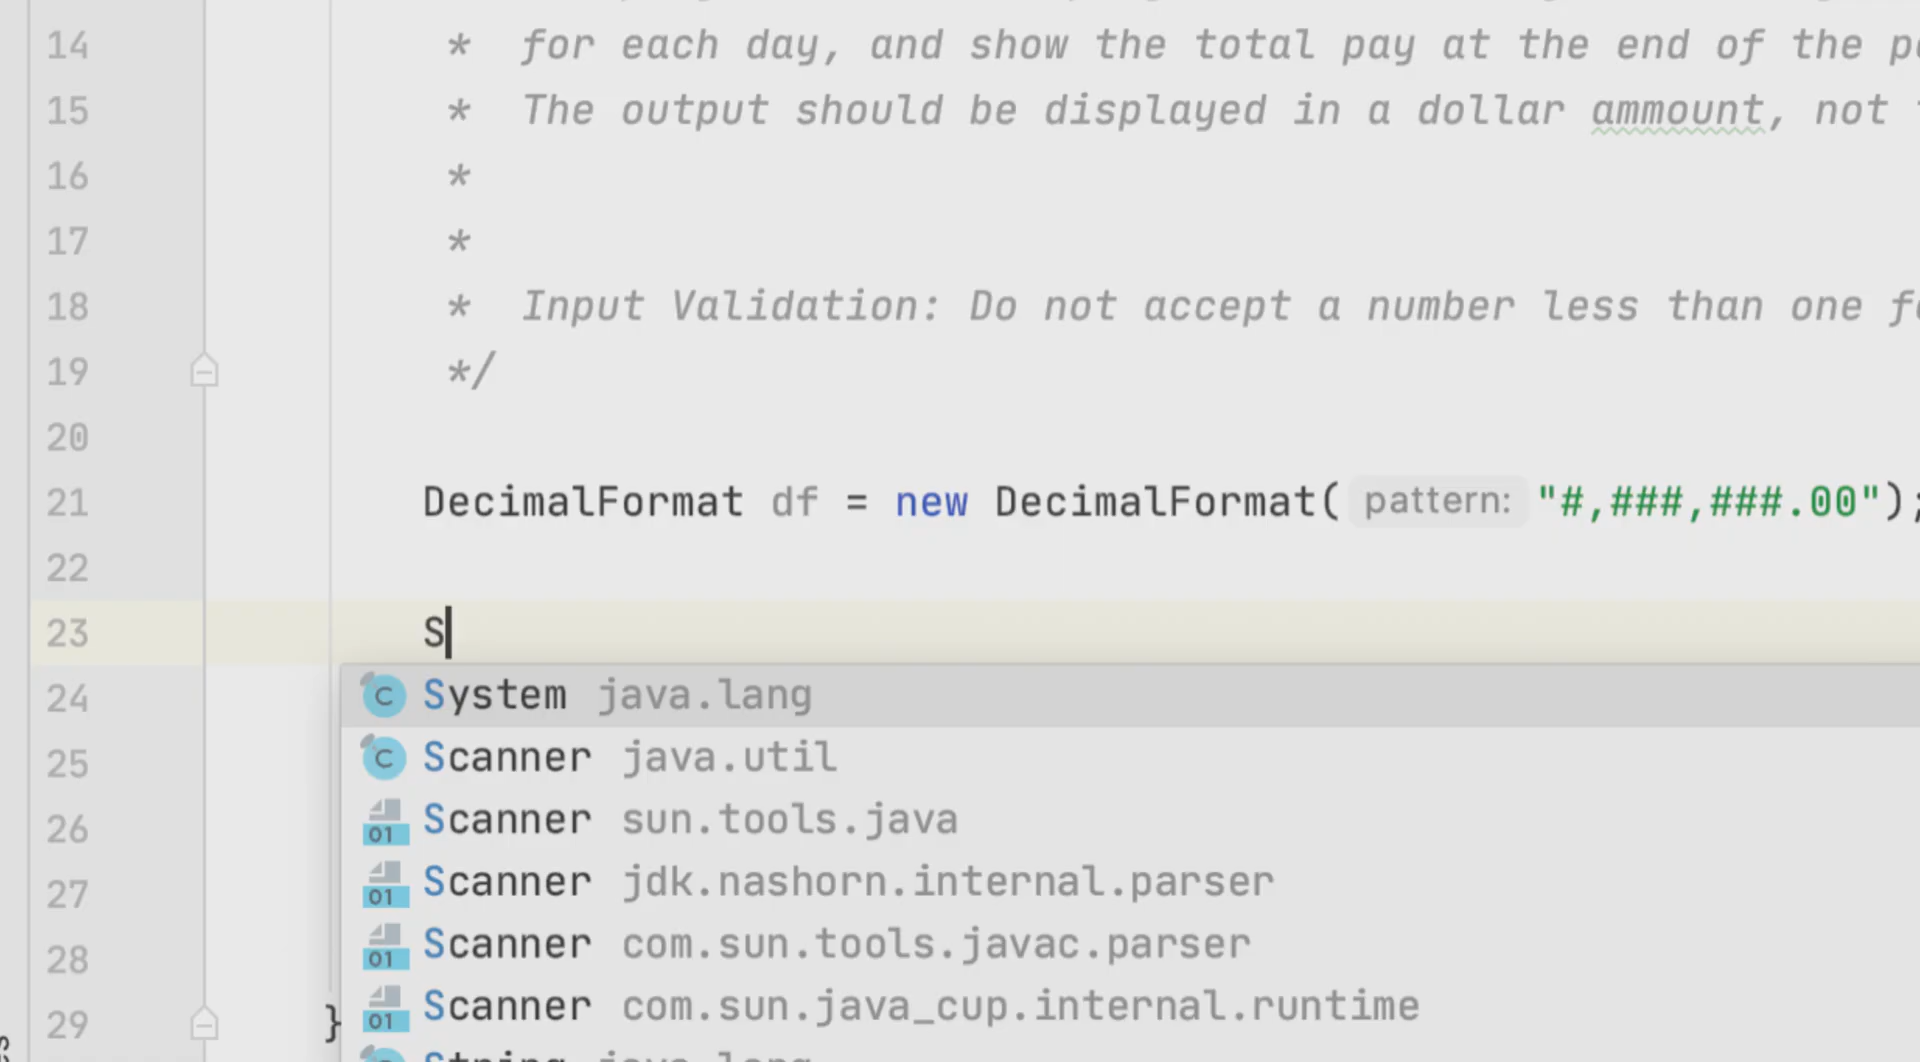 14 * for each day, and show the total pay at the end of the
15 * The output should be displayed in a dollar ammount, not
16 *
17 *
18 * Input Validation: Do not accept a number less than one
19 */
20
21 DecimalFormat df = new DecimalFormat( pattern: "#,###,###.00");
22
23 S
24 System java.lang
25 Scanner java.util
26 Scanner sun.tools.java
27 Scanner jdk.nashorn.internal.parser
28 Scanner com.sun.tools.javac.parser
29 } Scanner com.sun.java_cup.internal.runtime
String java.lang